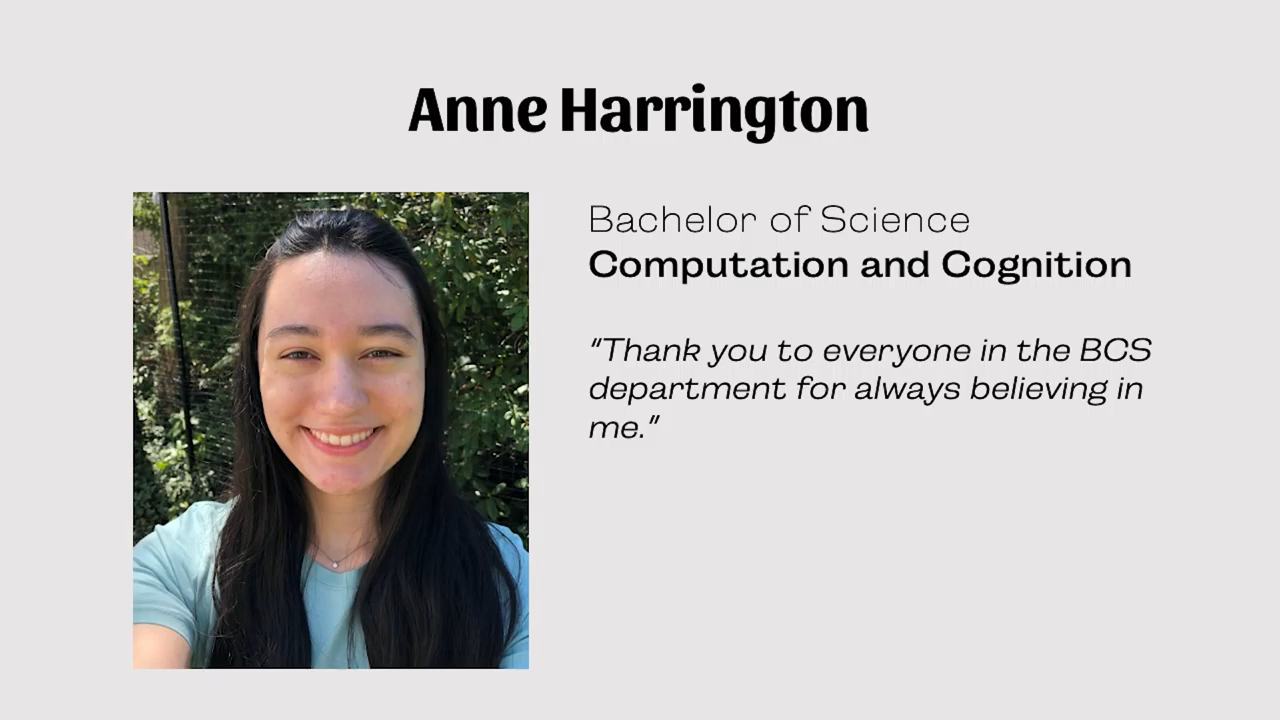 Anne Harrington
Bachelor of Science
Computation and Cognition
“Thank you to everyone in the BCS
department for always believing in
me.”